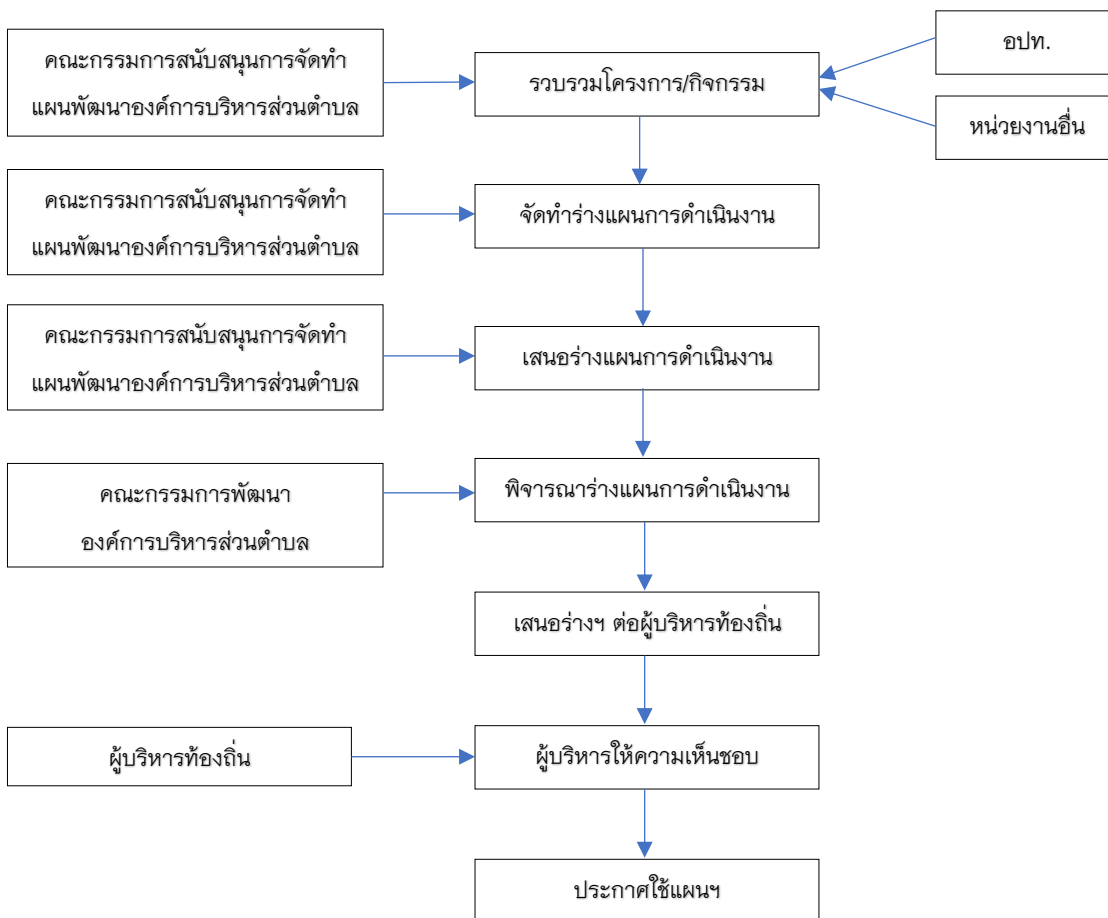 คณะกรรมการสนับสนุนการจัดทำ
แผนพัฒนาองค์การบริหารส่วนตำบล
รวบรวมโครงการ/กิจกรรม
อปท.
หน่วยงานอื่น
คณะกรรมการสนับสนุนการจัดทำ
แผนพัฒนาองค์การบริหารส่วนตำบล
จัดทำร่างแผนการดำเนินงาน
คณะกรรมการสนับสนุนการจัดทำ
แผนพัฒนาองค์การบริหารส่วนตำบล
เสนอร่างแผนการดำเนินงาน
คณะกรรมการพัฒนา
องค์การบริหารส่วนตำบล
พิจารณาร่างแผนการดำเนินงาน
เสนอร่างฯ ต่อผู้บริหารท้องถิ่น
ผู้บริหารท้องถิ่น
ผู้บริหารให้ความเห็นชอบ
ประกาศใช้แผนฯ